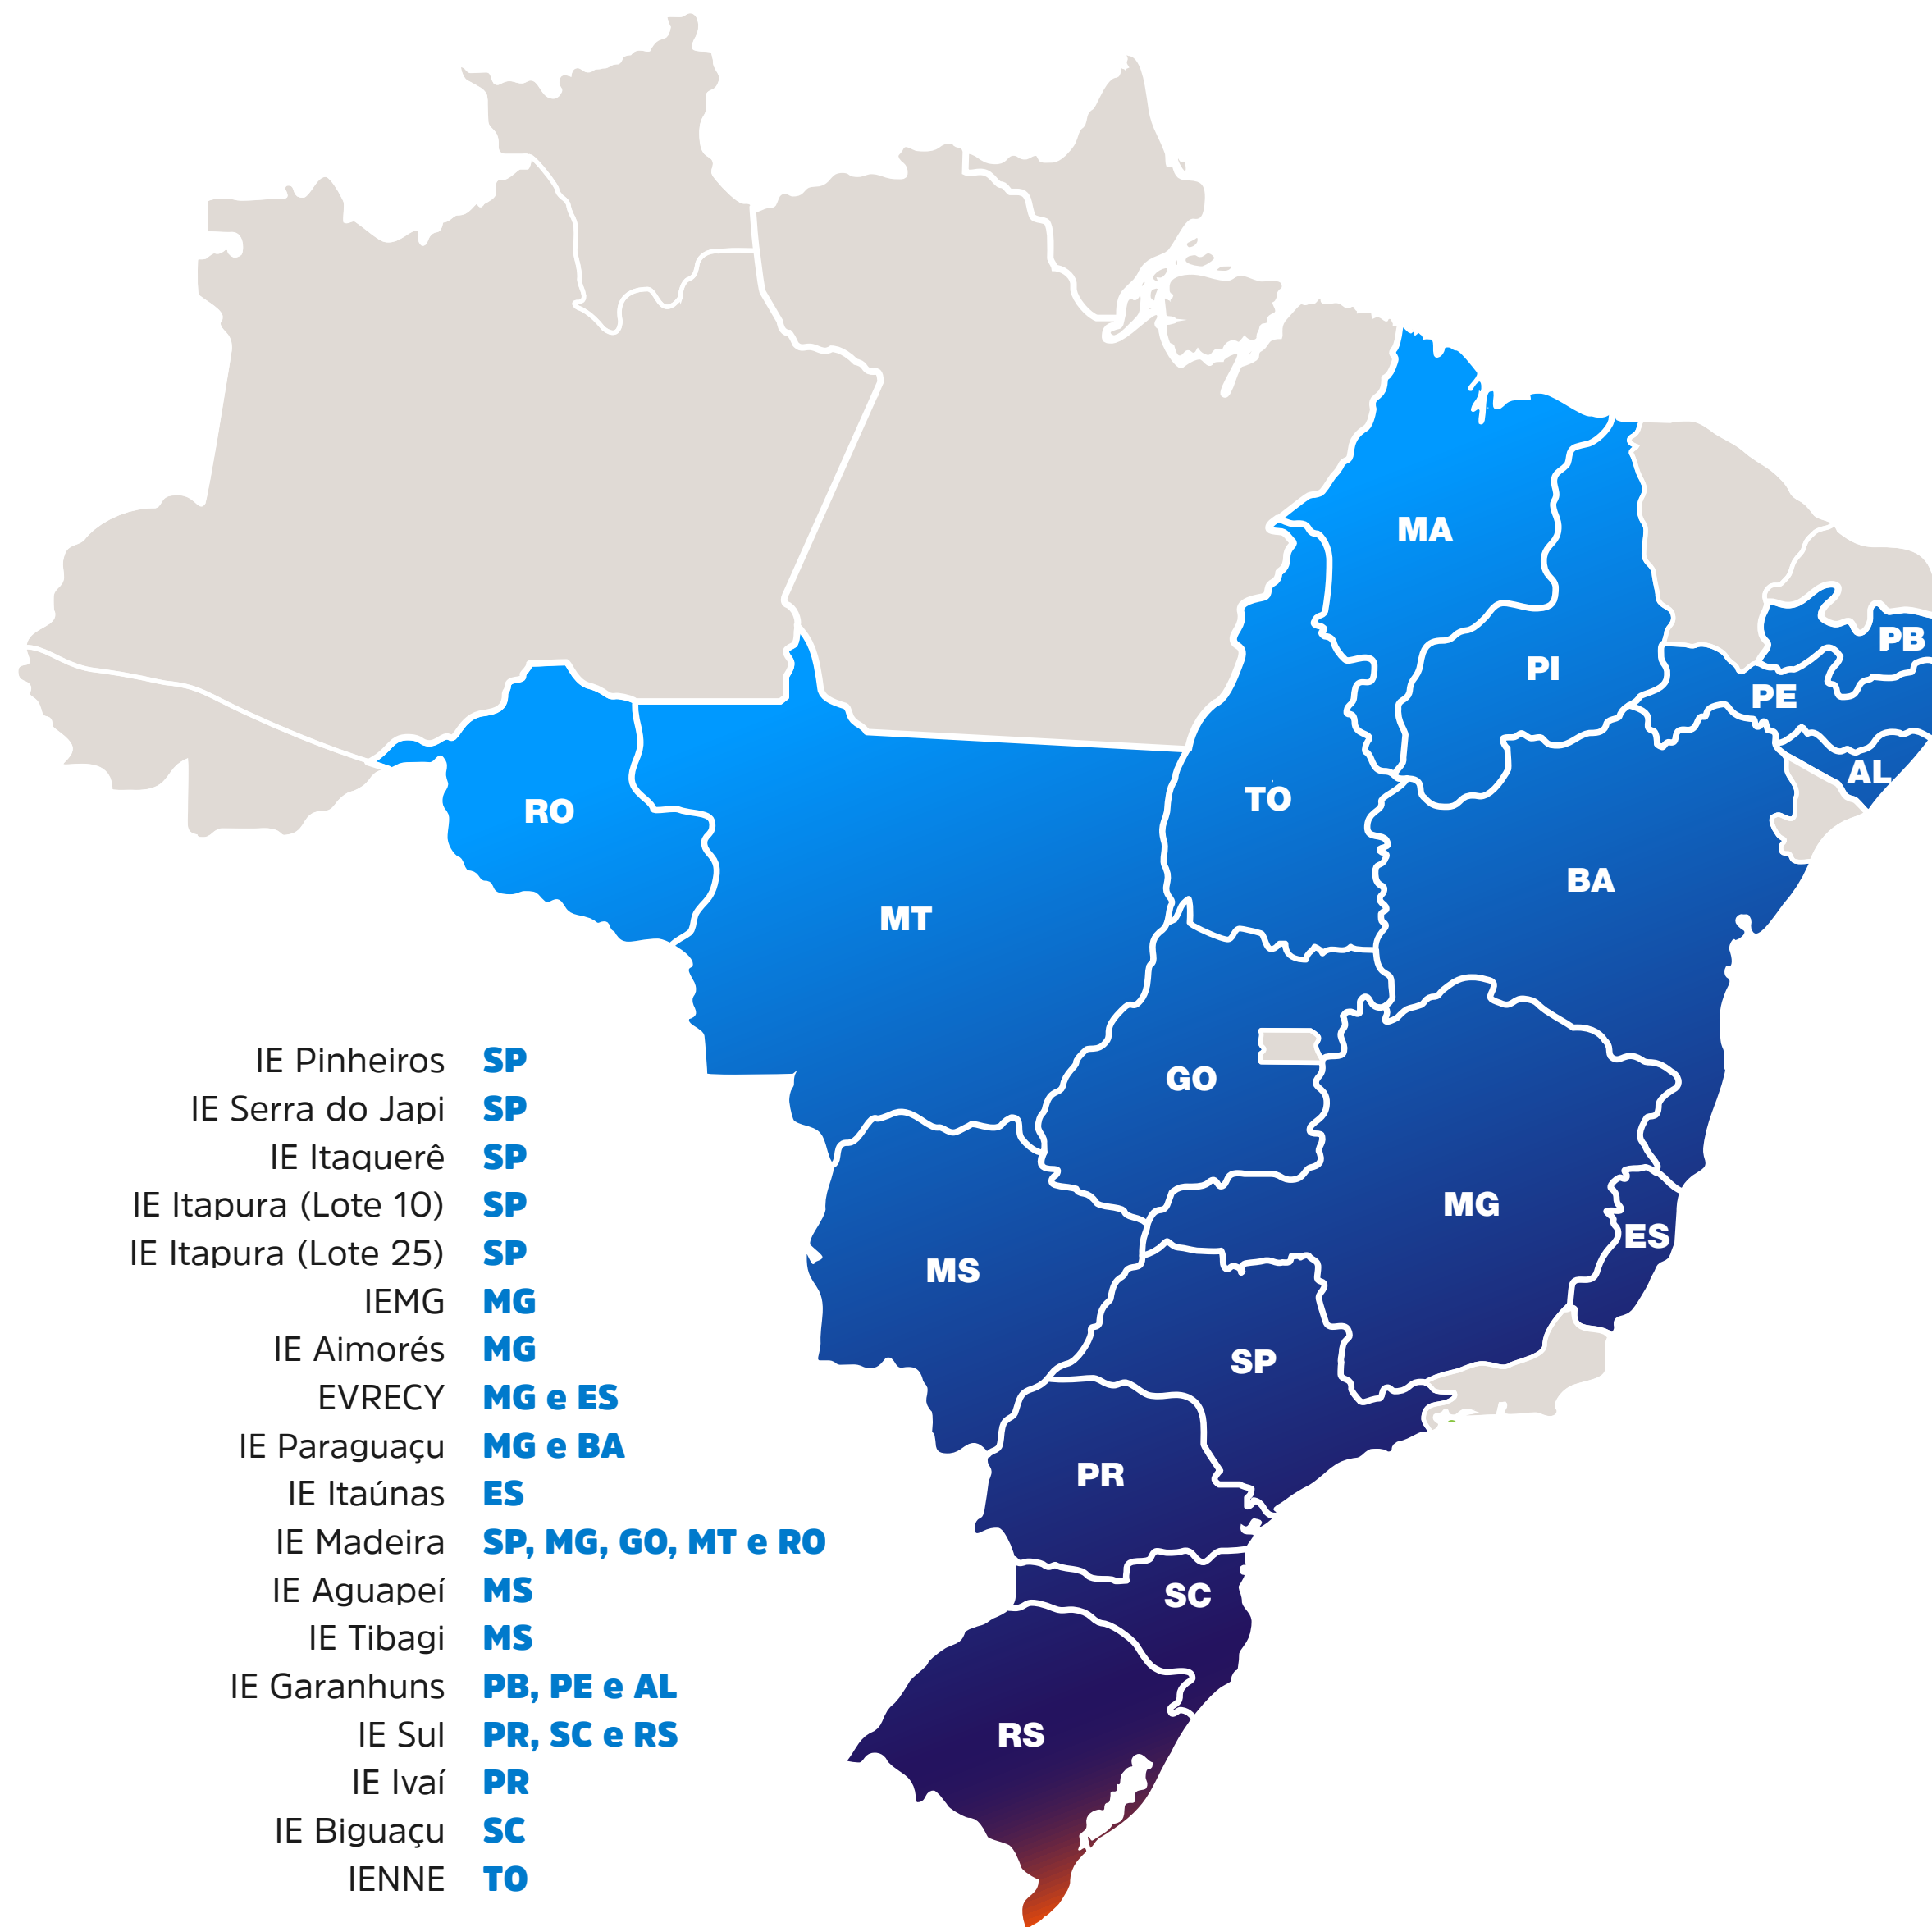 MA
PB
PI
PE
AL
TO
RO
BA
MT
GO
MG
ES
MS
SP
PR
SC
RS
IE Pinheiros SP
IE Serra do Japi SP
IE Itaquerê SP
IE Itapura (Lote 10) SP
IE Itapura (Lote 25) SP
IEMG MG
IE Aimorés MG
EVRECY MG e ES
IE Paraguaçu MG e BA
IE Itaúnas ES
IE Madeira SP, MG, GO, MT e RO
IE Aguapeí MS
IE Tibagi MS
IE Garanhuns PB, PE e AL
IE Sul PR, SC e RS
IE Ivaí PR
IE Biguaçu SC
IENNE TO